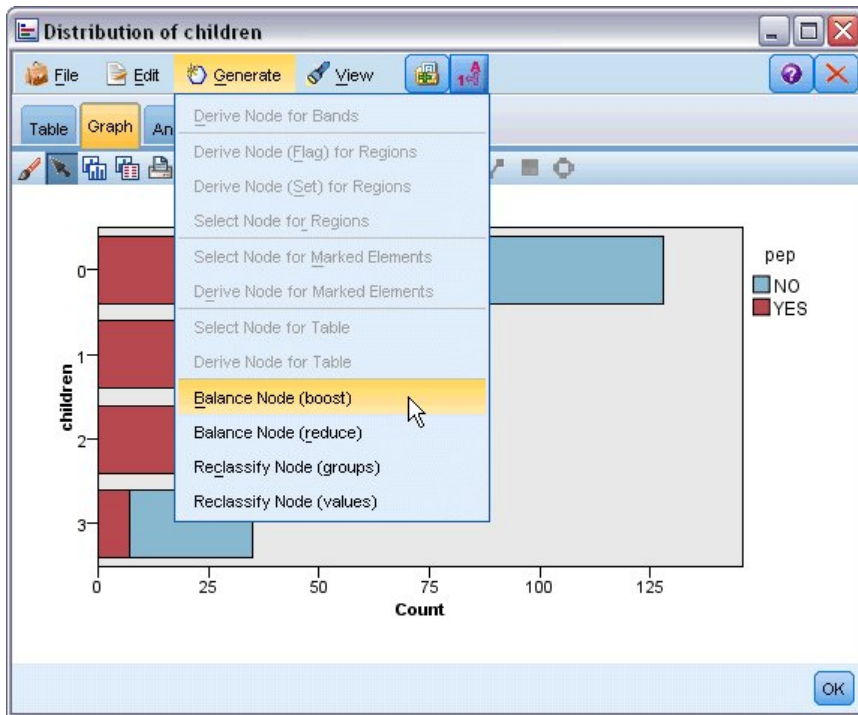 Distribution of children
File Edit Generate View
1 A
Table Graph An
Derive Node for Bands
Derive Node (Flag) for Regions
Derive Node (Set) for Regions
Select Node for Regions
Select Node for Marked Elements
Derive Node for Marked Elements
Select Node for Table
Derive Node for Table
Balance Node (boost)
Balance Node (reduce)
Reclassify Node (groups)
Reclassify Node (values)
children
0
1
2
3
0 25 50 75 100 125
Count
pep
NO
YES
OK